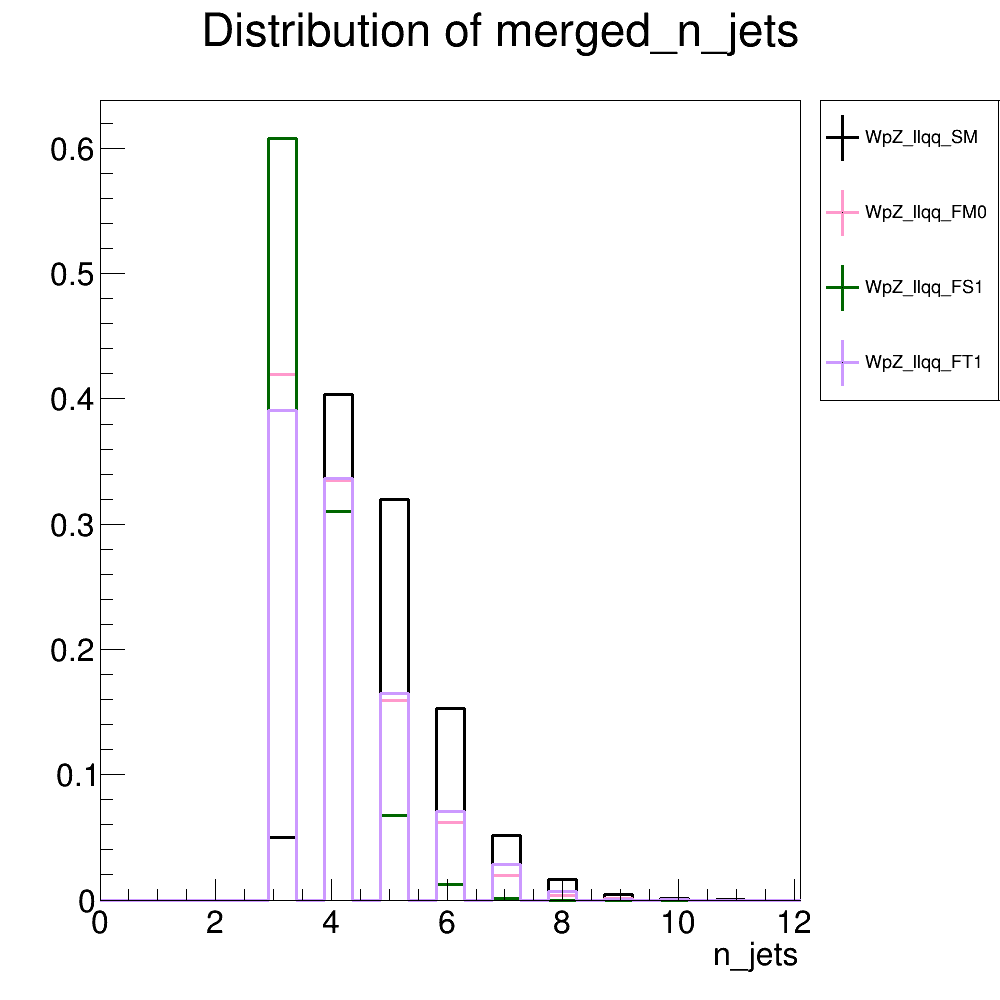 Distribution of merged_n_jets
0.6
0.5
0.4
0.3
0.2
0.1
0
0 2 4 6 8 10 12
n_jets
WpZ_llqq_SM
WpZ_llqq_FM0
WpZ_llqq_FS1
WpZ_llqq_FT1